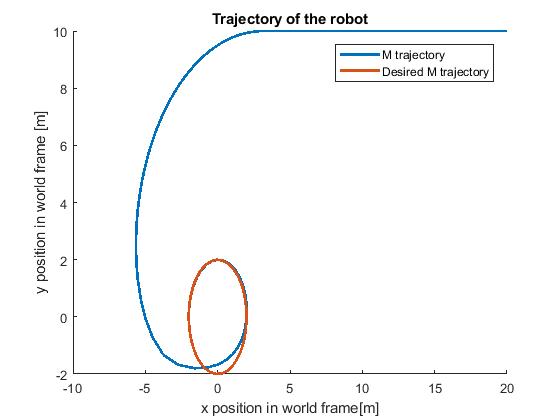 Trajectory of the robot
M trajectory
Desired M trajectory
y position in world frame [m]
10
8
6
4
2
0
-2
-10
-5
0
5
10
15
20
x position in world frame[m]